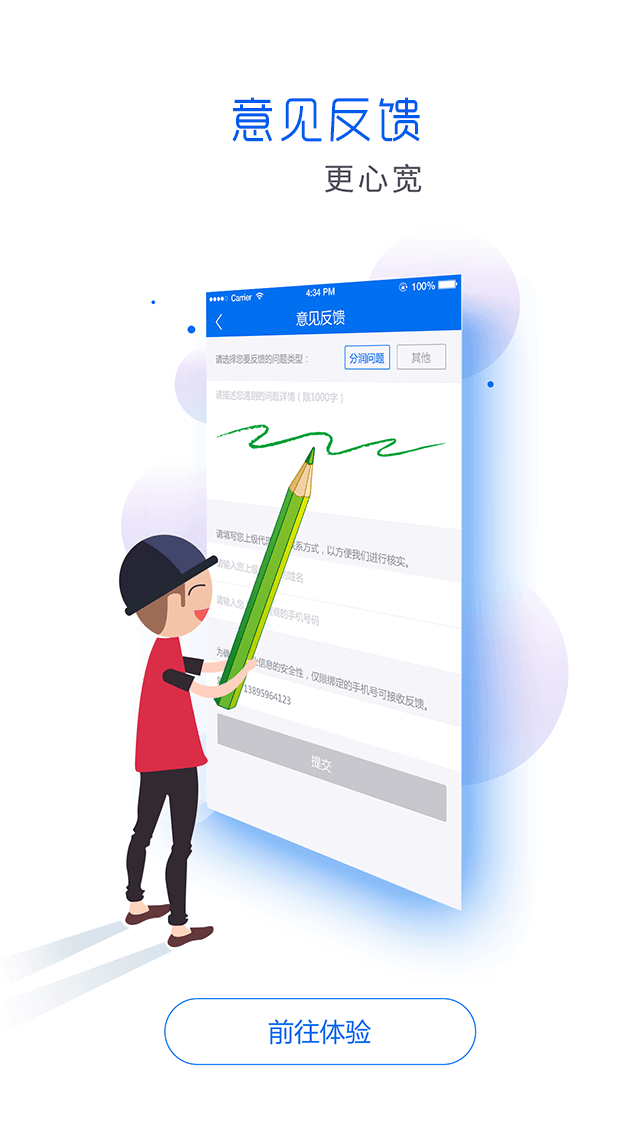 意见反馈
更心宽
Carrier 4:34 PM 100%
意见反馈
请选择您要反馈的问题类型： 分润问题 其他
请描述您遇到的问题详情（限1000字）
请填写您上级代 系方式，以方便我们进行核实。
请输入您上级 的姓名
请输入您 的手机号码
为 信息的安全性，仅限绑定的手机号可接收反馈。
13895964123
提交
前往体验